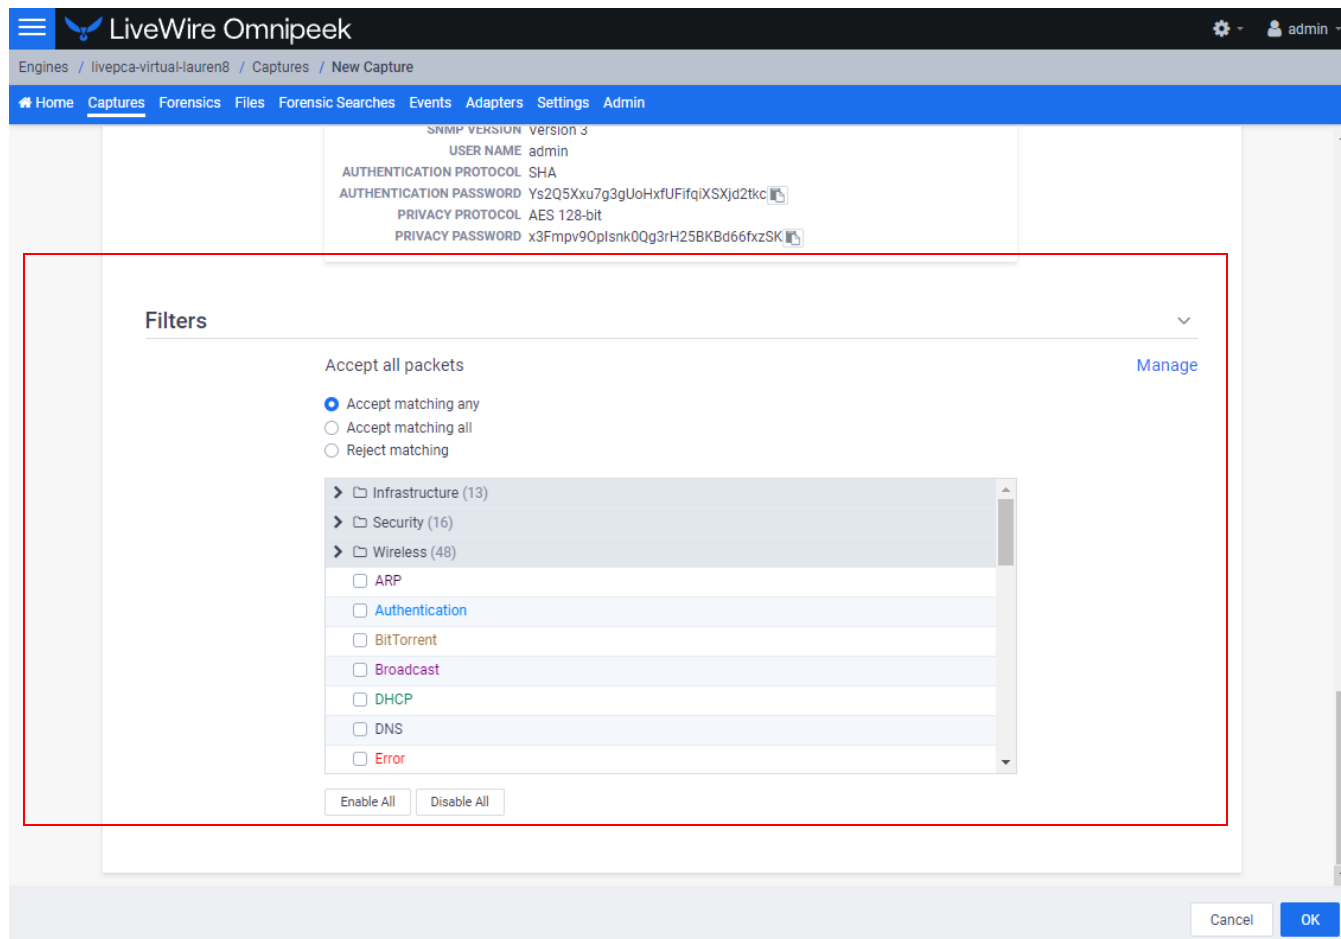 LiveWire Omnipeek
admin
Engines / livepca-virtual-lauren8 / Captures / New Capture
Home Captures Forensics Files Forensic Searches Events Adapters Settings Admin
SNMP VERSION Version 3
USER NAME admin
AUTHENTICATION PROTOCOL SHA
AUTHENTICATION PASSWORD Ys2Q5Xxu7g3gUoHxfUFifqiXSXjd2tkc
PRIVACY PROTOCOL AES 128-bit
PRIVACY PASSWORD x3Fmpv9OpIsnk0Qg3rH25BKBd66fxzSK
Filters
Accept all packets Manage
Accept matching any
Accept matching all
Reject matching
Infrastructure (13)
Security (16)
Wireless (48)
ARP
Authentication
BitTorrent
Broadcast
DHCP
DNS
Error
Enable All Disable All
Cancel OK